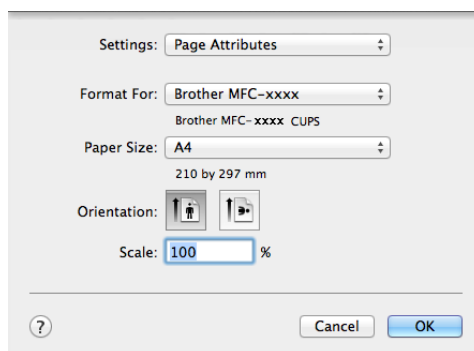 Settings: Page Attributes
Format For: Brother MFC-xxxx
Brother MFC-xxxx CUPS
Paper Size: A4
210 by 297 mm
Orientation:
Scale: 100 %
? Cancel OK